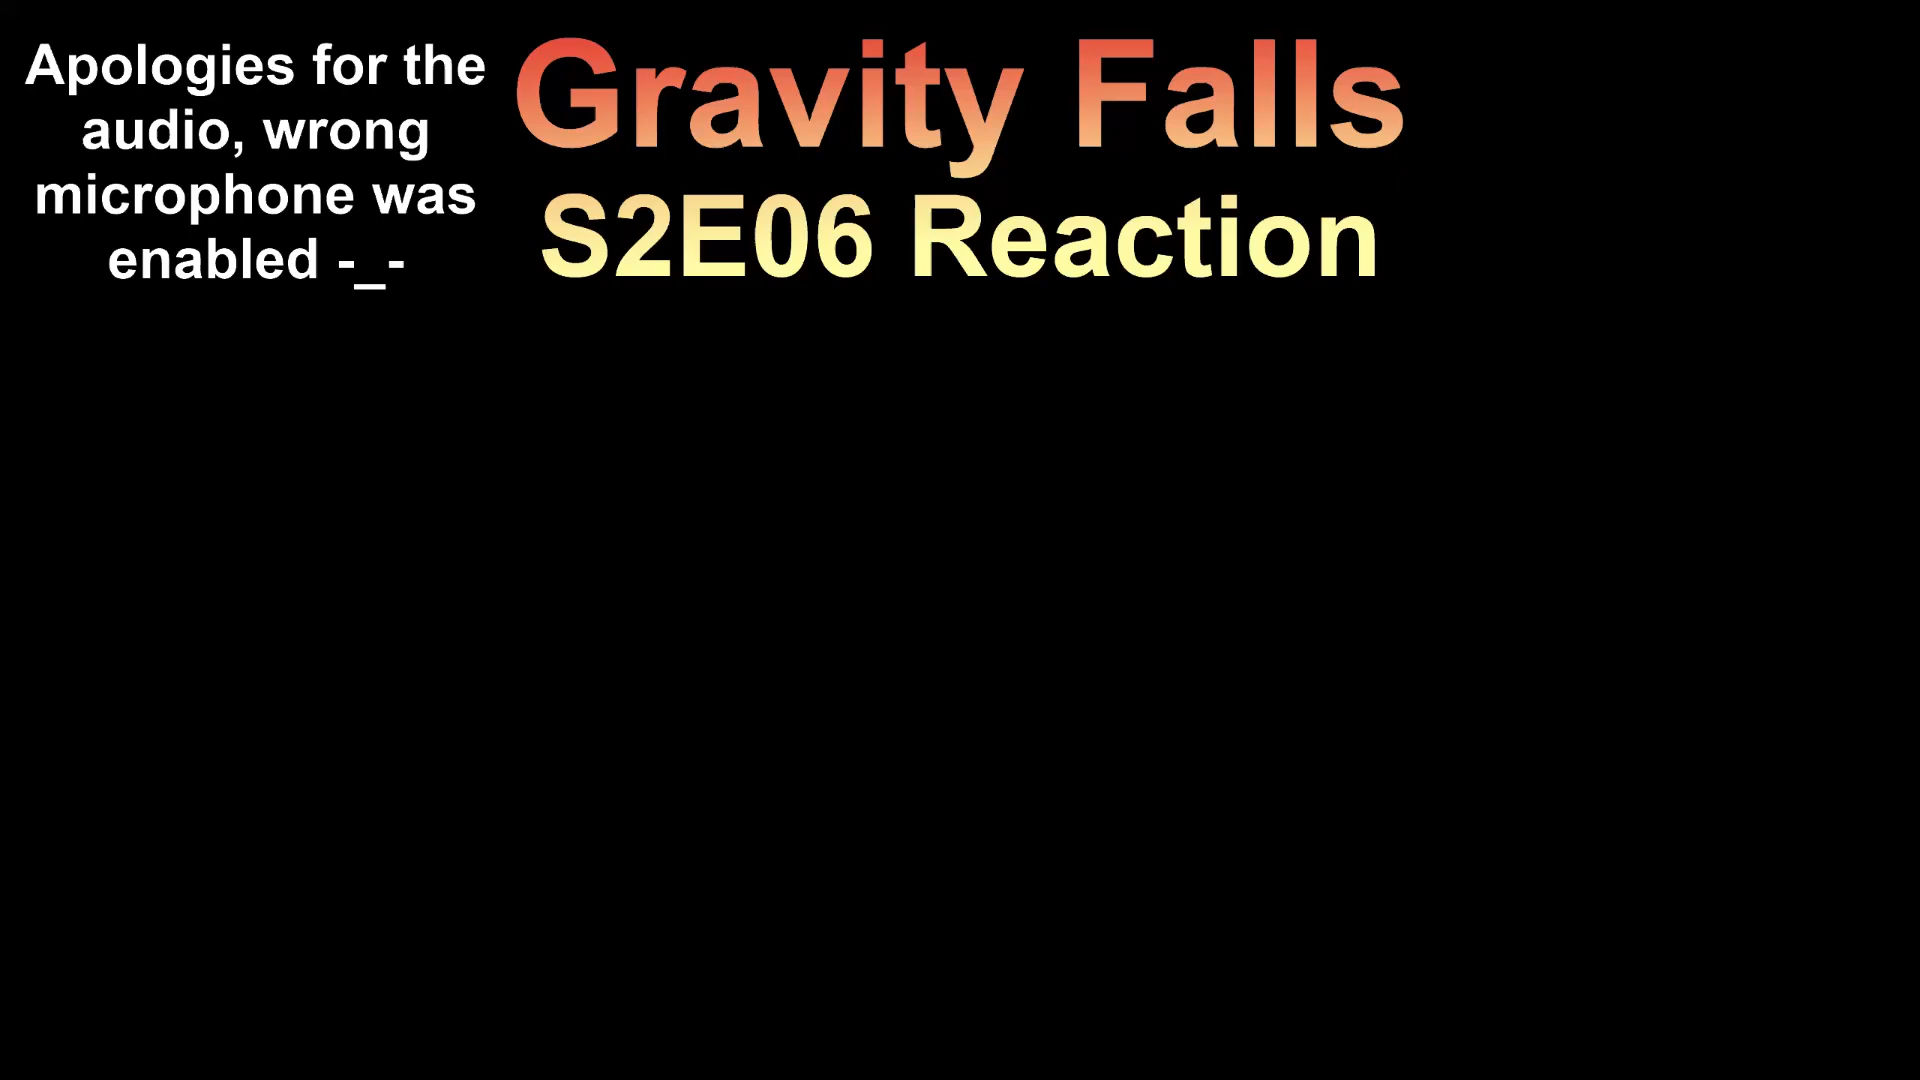 Apologies for the
audio, wrong
microphone was
enabled -_-
Gravity Falls
S2E06 Reaction